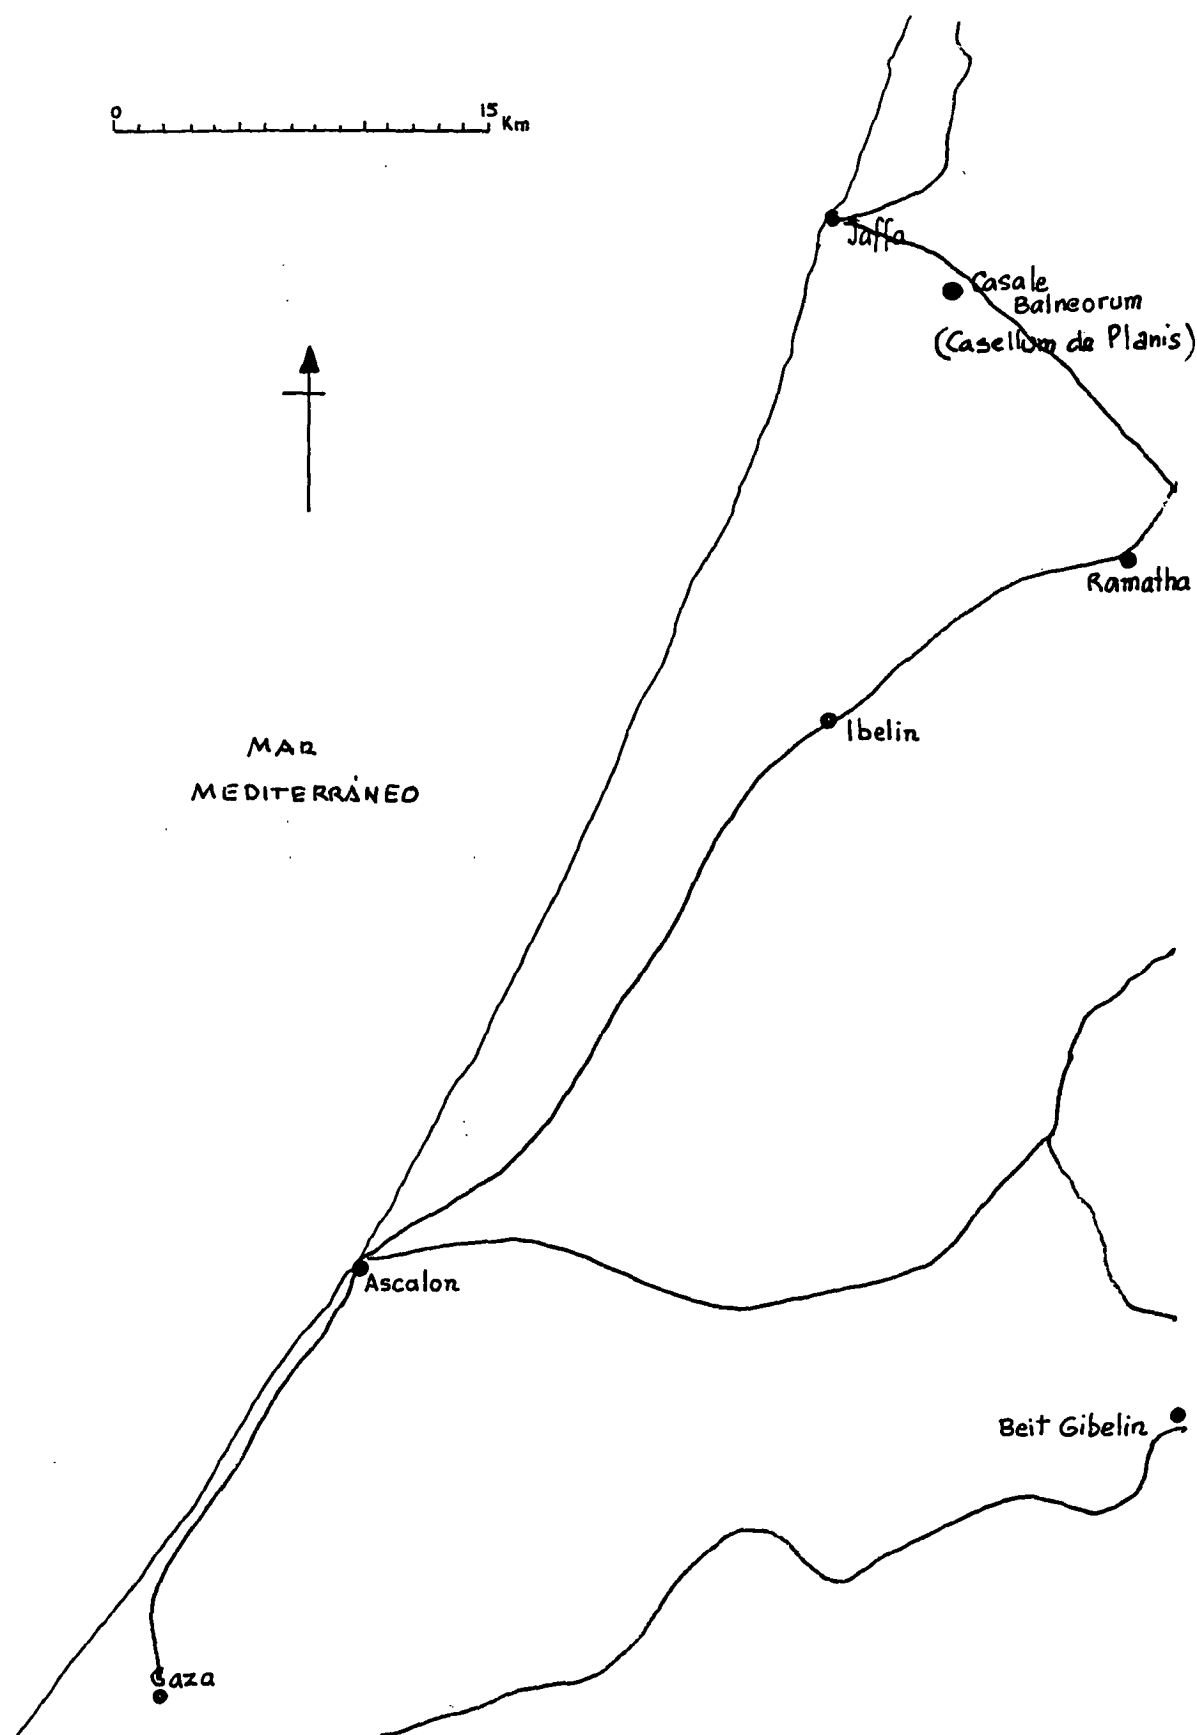 0 15 Km
Jaffa
Casale
Balneorum
(Casellum de Planis)
Ramatha
Ibelin
MAR
MEDITERRÁNEO
Ascalon
Beit Gibelin
Gaza